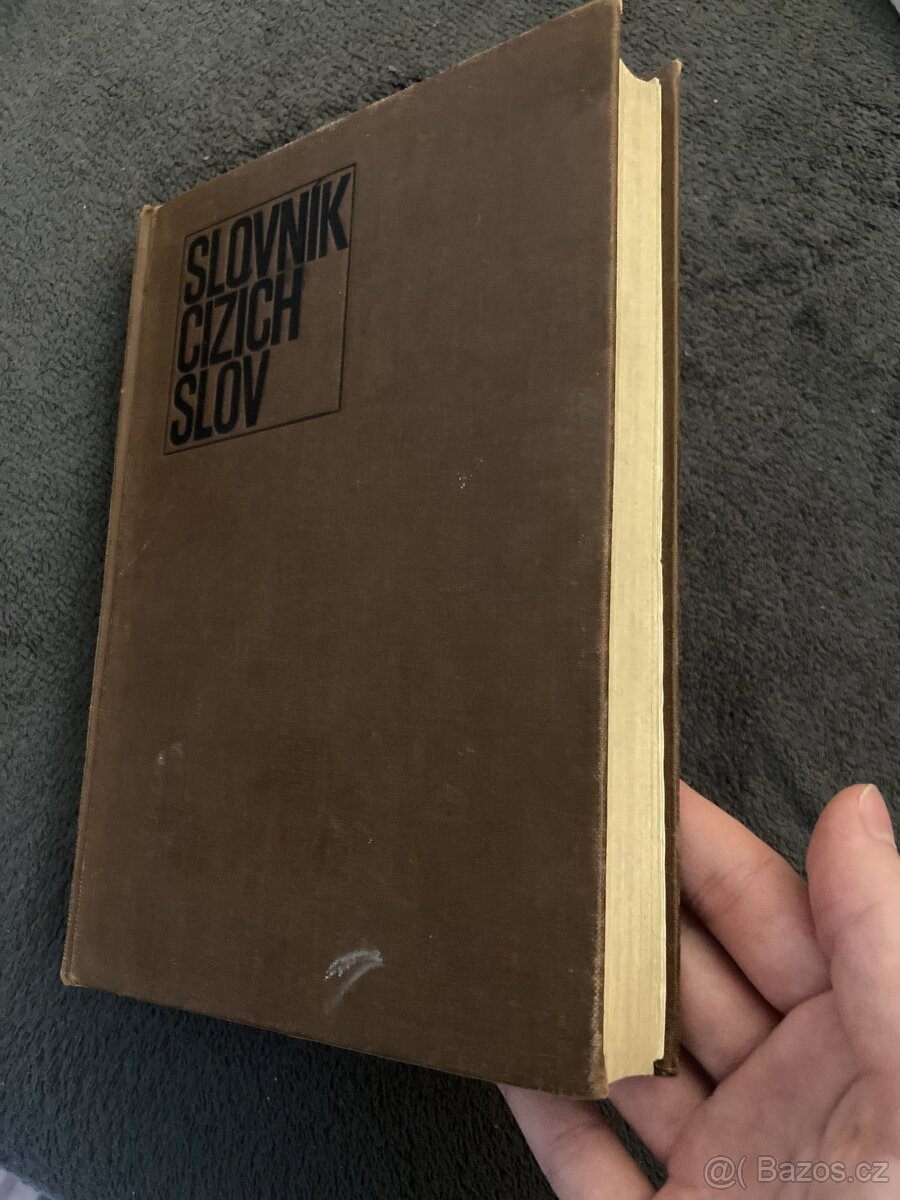 SLOVNÍK
CIZÍCH
SLOV
@( Bazos.cz